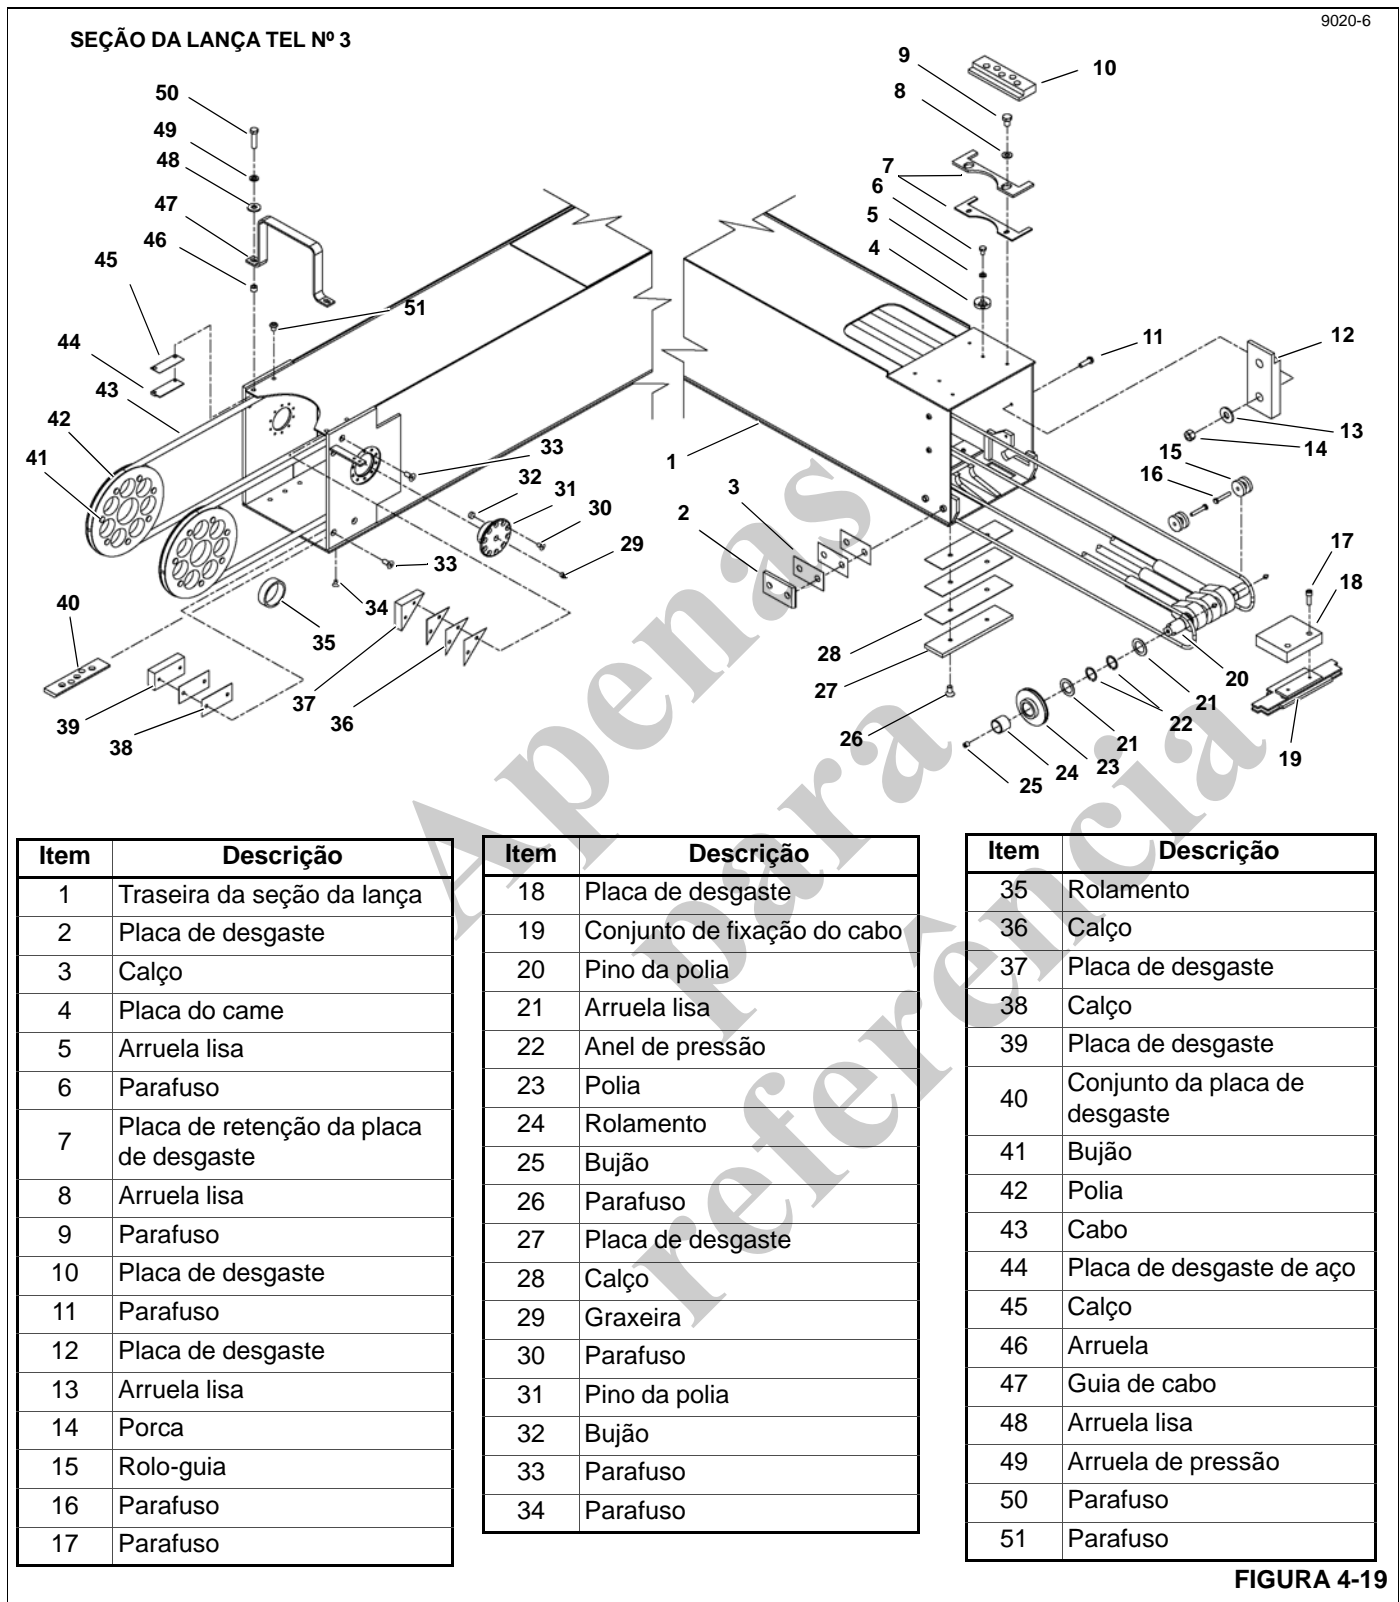 9020-6
SEÇÃO DA LANÇA TEL Nº 3
9
10
8
50
49
48
7
6
47
5
46
4
45
51
11
12
44
43
42
13
33
15
14
41
1
32
16
3
31
30
2
17
29
33
18
34
40
35
28
20
37
27
21
36
22
39
26
38
21
19
24
23
25
Item Descrição
1 Traseira da seção da lança
2 Placa de desgaste
3 Calço
4 Placa do came
5 Arruela lisa
6 Parafuso
7 Placa de retenção da placa
de desgaste
8 Arruela lisa
9 Parafuso
10 Placa de desgaste
11 Parafuso
12 Placa de desgaste
13 Arruela lisa
14 Porca
15 Rolo-guia
16 Parafuso
17 Parafuso
Item Descrição
18 Placa de desgaste
19 Conjunto de fixação do cabo
20 Pino da polia
21 Arruela lisa
22 Anel de pressão
23 Polia
24 Rolamento
25 Bujão
26 Parafuso
27 Placa de desgaste
28 Calço
29 Graxeira
30 Parafuso
31 Pino da polia
32 Bujão
33 Parafuso
34 Parafuso
Item Descrição
35 Rolamento
36 Calço
37 Placa de desgaste
38 Calço
39 Placa de desgaste
40 Conjunto da placa de
desgaste
41 Bujão
42 Polia
43 Cabo
44 Placa de desgaste de aço
45 Calço
46 Arruela
47 Guia de cabo
48 Arruela lisa
49 Arruela de pressão
50 Parafuso
51 Parafuso
FIGURA 4-19
Apenas
para
referência